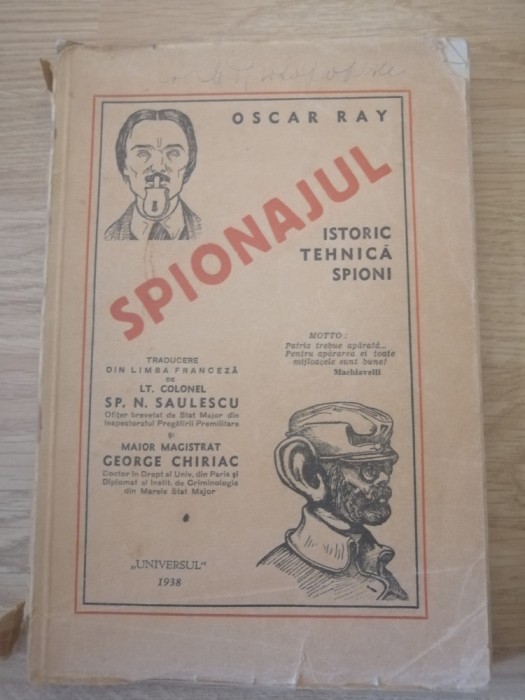 OSCAR RAY
SPIONAJUL
ISTORIC
TEHNICĂ
SPIONI
MOTTO:
Patria trebue apărată...
Pentru apărarea ei toate
mijloacele sunt bune!
Machiavelli
TRADUCERE
DIN LIMBA FRANCEZĂ
DE
LT. COLONEL
SP. N. SAULESCU
Ofițer brevetat de Stat Major din
Inspectoratul Pregătirii Premilitare
și
MAIOR MAGISTRAT
GEORGE CHIRIAC
Doctor în Drept al Univ. din Paris și
Diplomat al Instit. de Criminologie
din Marele Stat Major
„UNIVERSUL“
1938